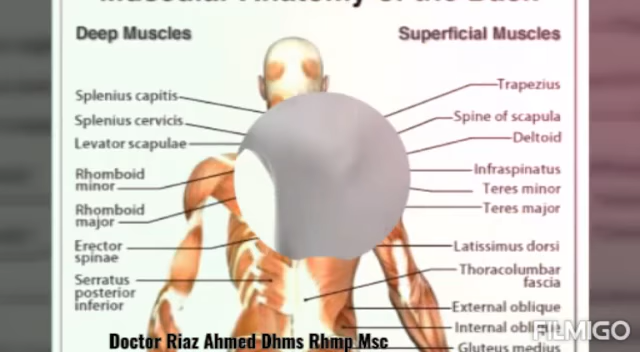 Deep Muscles
Superficial Muscles
Splenius capitis
Splenius cervicis
Levator scapulae
Rhomboid
minor
Rhomboid
major
Erector
spinae
Serratus
posterior
inferior
Trapezius
Spine of scapula
Deltoid
Infraspinatus
Teres minor
Teres major
Latissimus dorsi
Thoracolumbar
fascia
External oblique
Internal oblique
Gluteus medius
Doctor Riaz Ahmed Dhms Rhmp Msc
FILMIGO